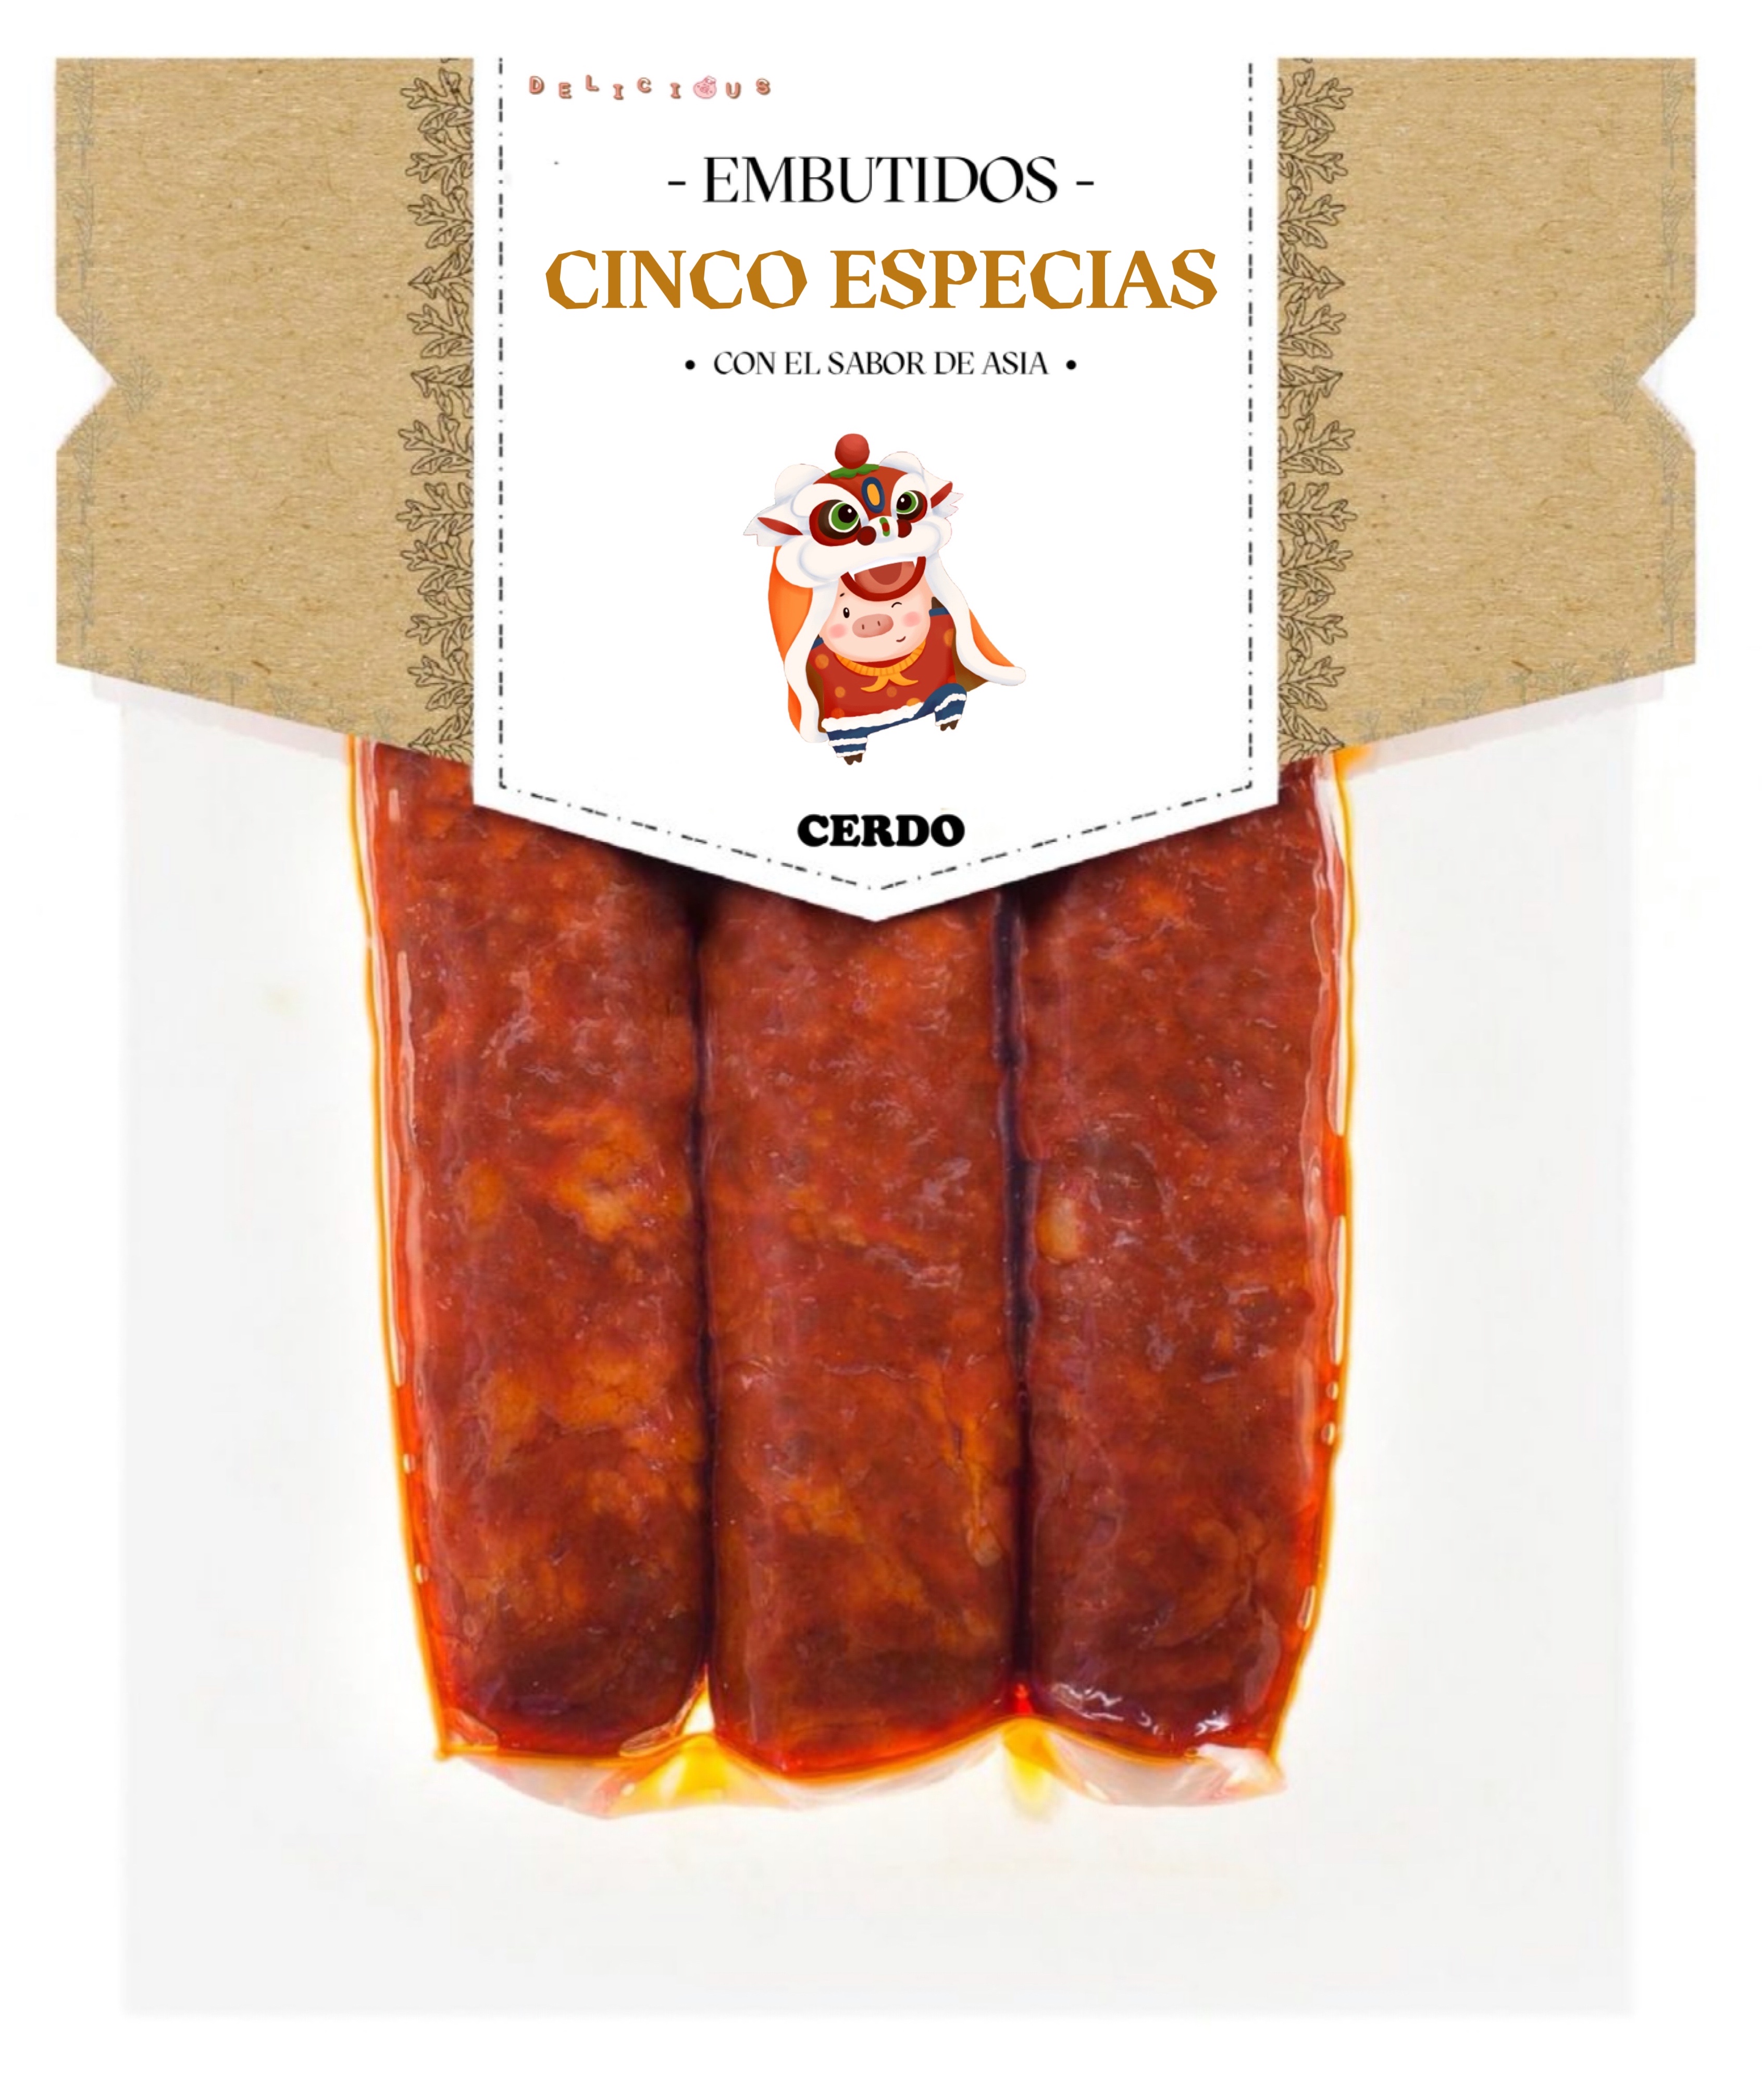 DELICIOUS
- EMBUTIDOS -
CINCO ESPECIAS
• CON EL SABOR DE ASIA •
CERDO